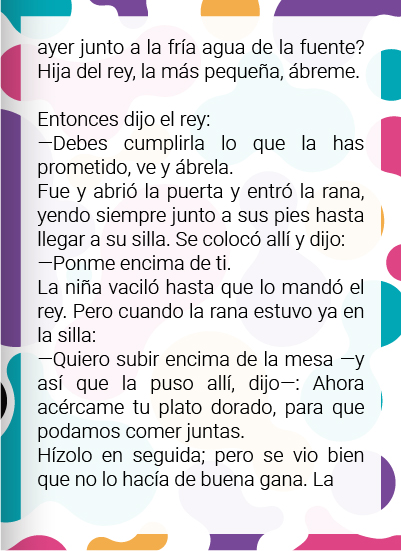 ayer junto a la fría agua de la fuente?
Hija del rey, la más pequeña, ábreme.
Entonces dijo el rey:
—Debes cumplirla lo que la has
prometido, ve y ábrela.
Fue y abrió la puerta y entró la rana,
yendo siempre junto a sus pies hasta
llegar a su silla. Se colocó allí y dijo:
—Ponme encima de ti.
La niña vaciló hasta que lo mandó el
rey. Pero cuando la rana estuvo ya en
la silla:
—Quiero subir encima de la mesa —y
así que la puso allí, dijo—: Ahora
acércame tu plato dorado, para que
podamos comer juntas.
Hízolo en seguida; pero se vio bien
que no lo hacía de buena gana. La